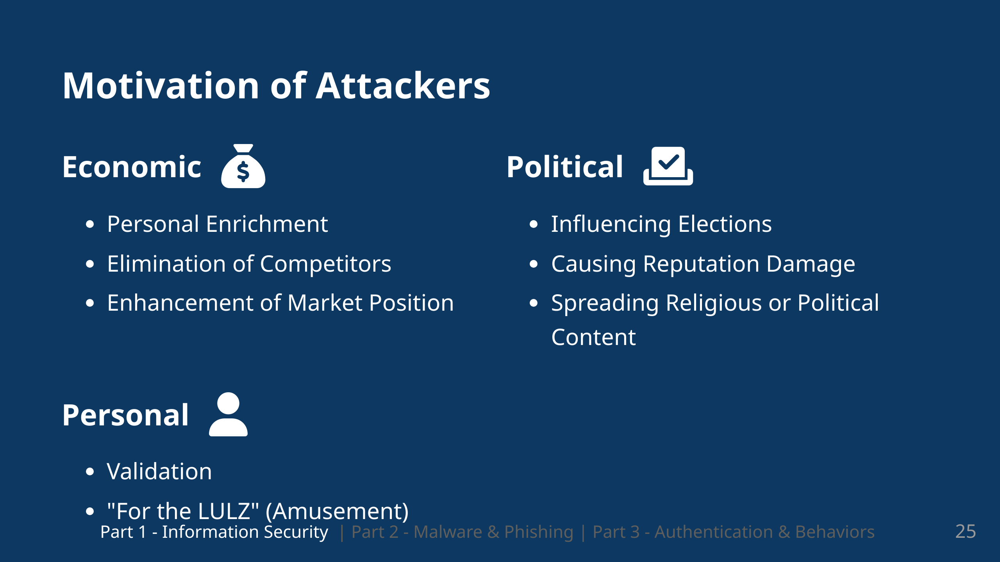 Motivation of Attackers
Economic
Personal Enrichment
Elimination of Competitors
Enhancement of Market Position
Political
Influencing Elections
Causing Reputation Damage
Spreading Religious or Political
Content
Personal
Validation
"For the LULZ" (Amusement)
Part 1 - Information Security | Part 2 - Malware & Phishing | Part 3 - Authentication & Behaviors
25